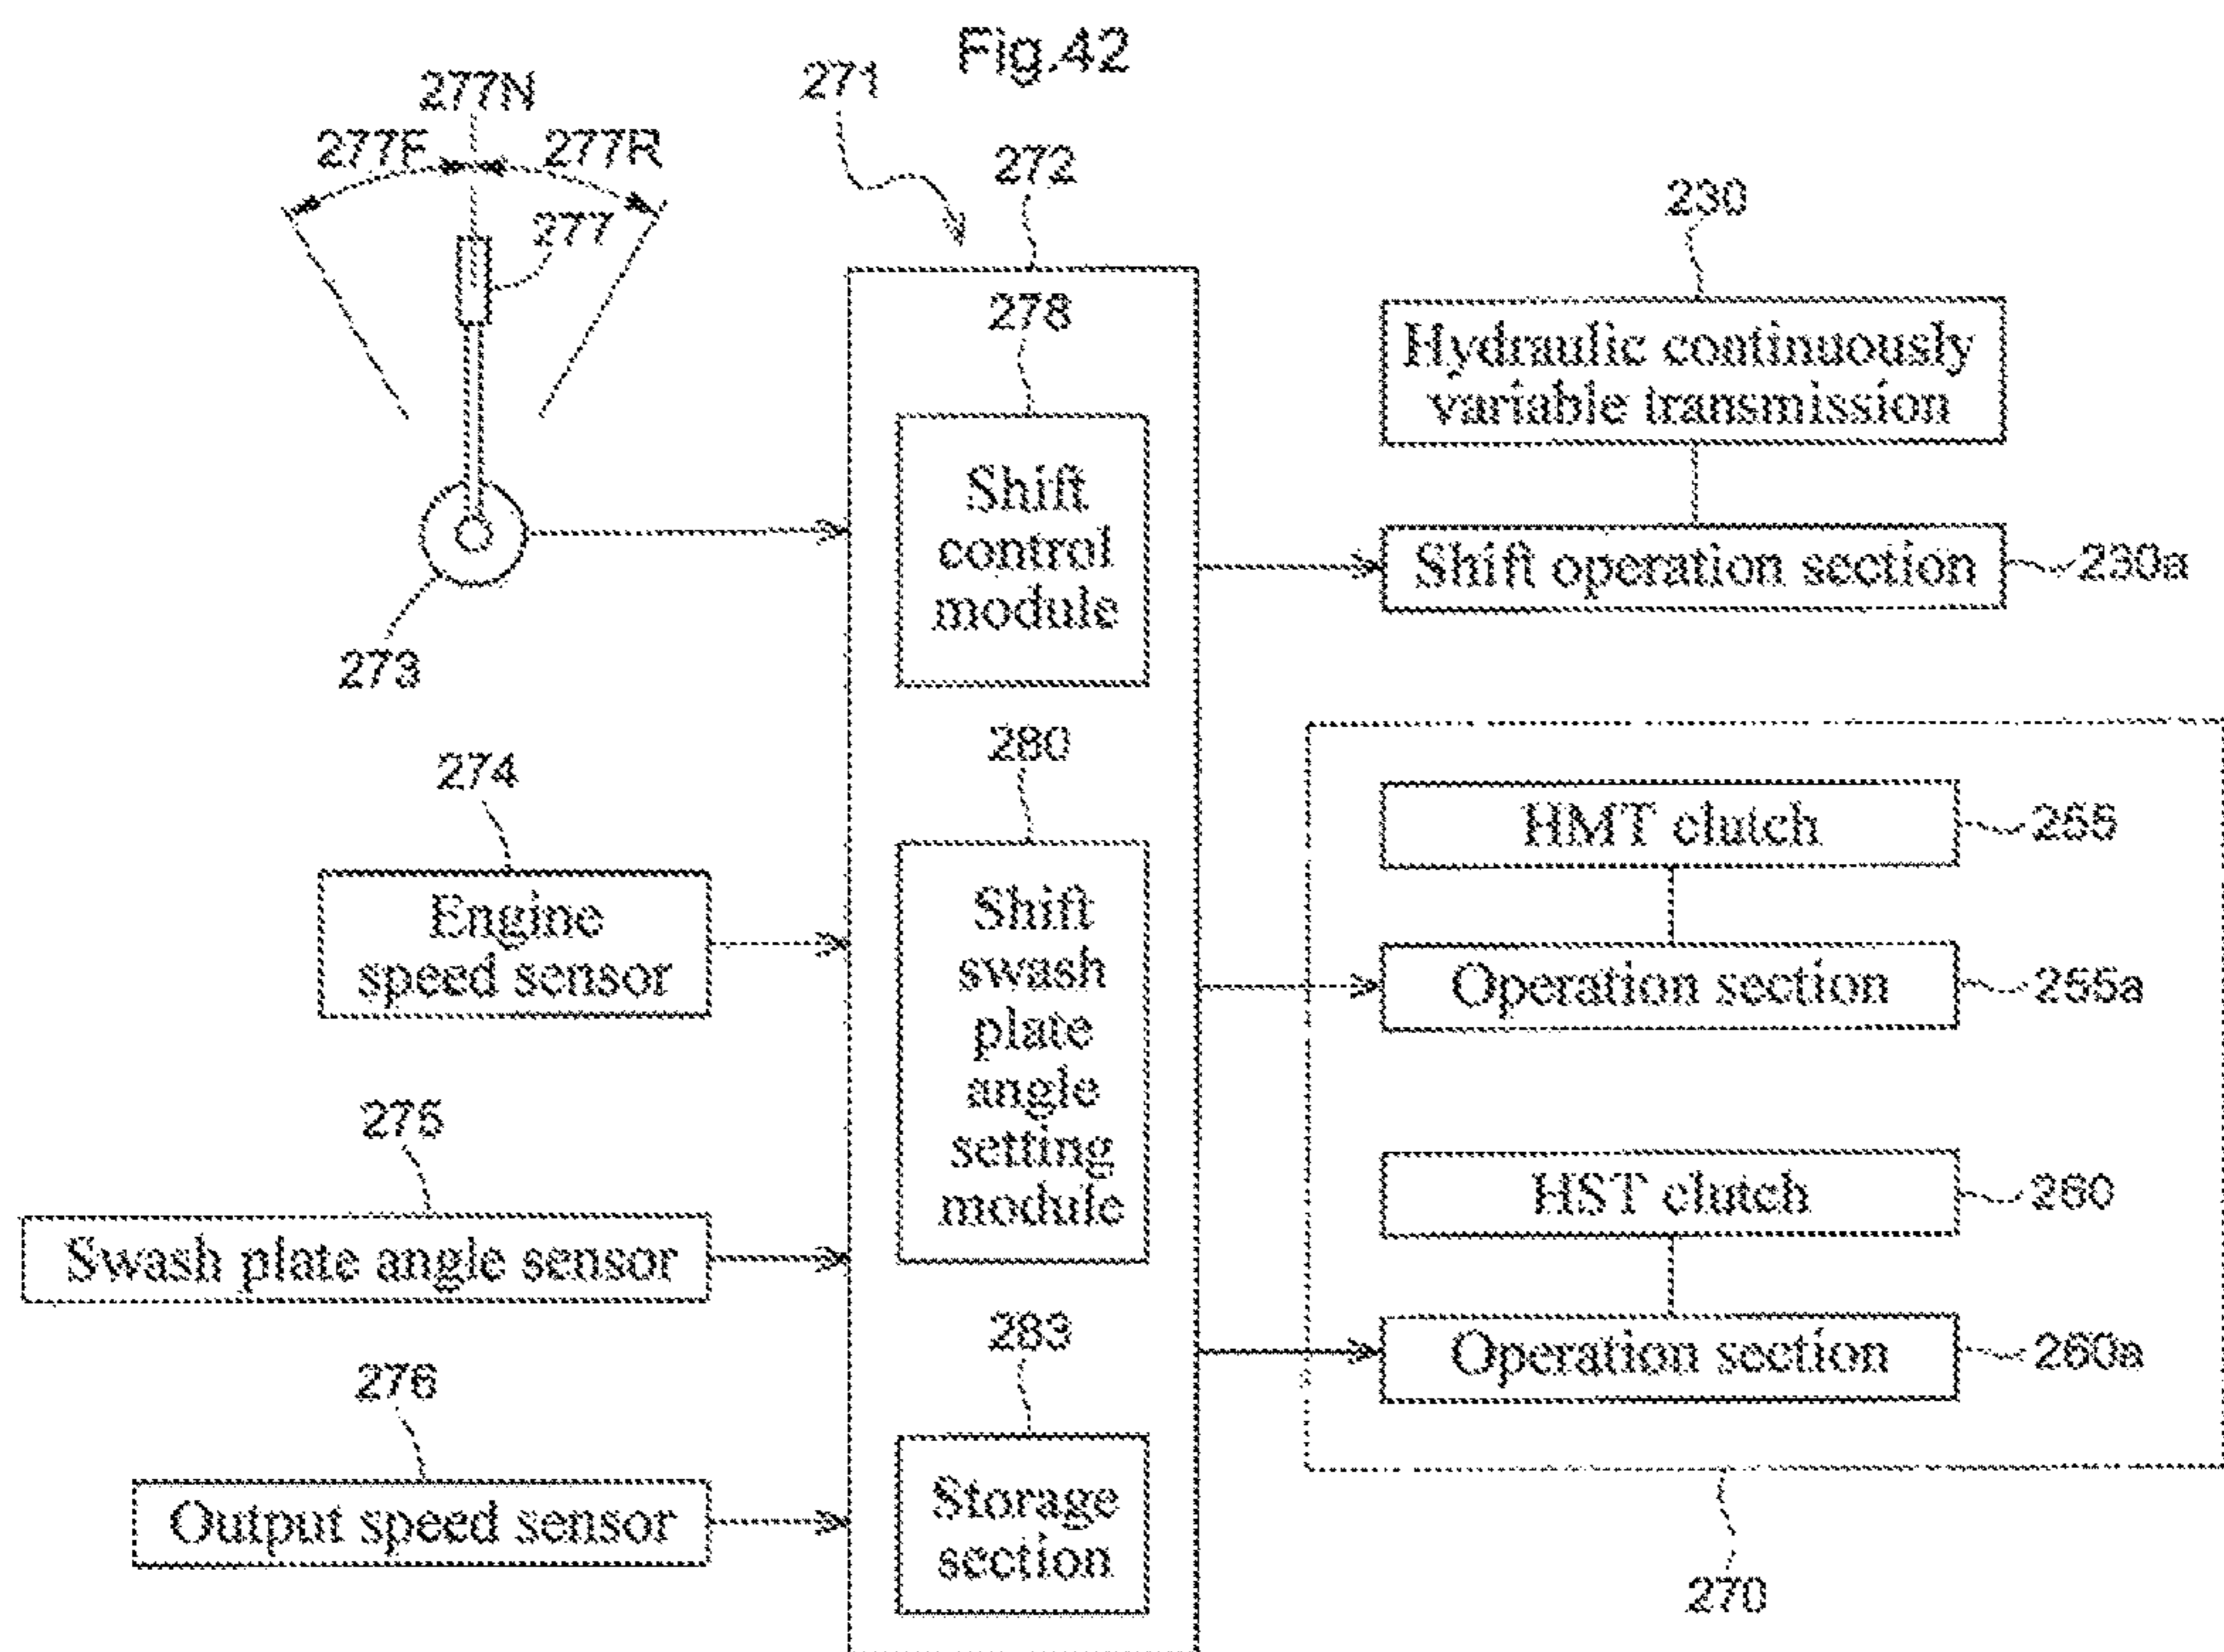 Fig.42
271
277N
277F
277R
277
272
230
278
Hydraulic continuously
variable transmission
Shift
control
module
Shift operation section
230a
273
280
274
HMT clutch
255
Engine
speed sensor
Shift
swash
plate
angle
setting
module
Operation section
255a
275
HST clutch
260
Swash plate angle sensor
283
Operation section
260a
276
Storage
section
Output speed sensor
270